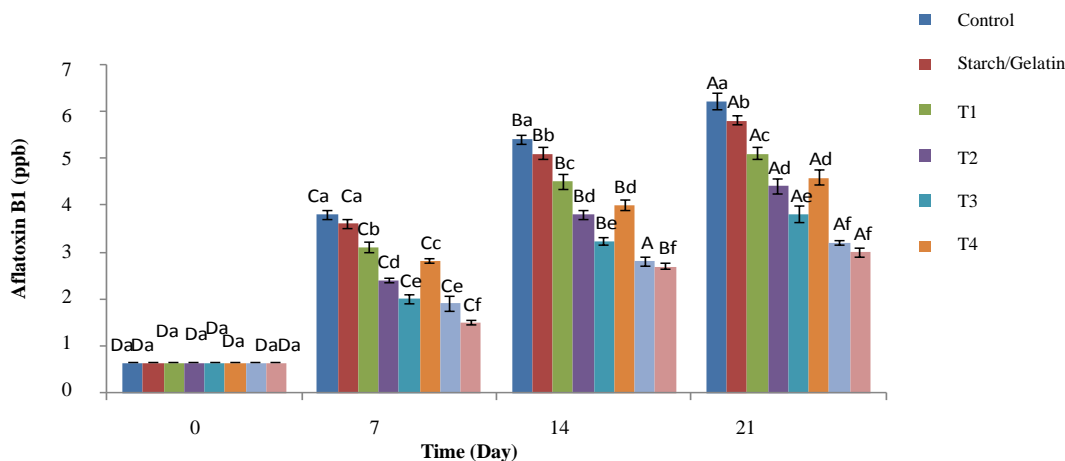 Control
Starch/Gelatin
T1
T2
T3
T4
Aflatoxin B1 (ppb)
7
6
5
4
3
2
1
0
Da Da Da Da Da Da Da Da
Ca Ca Cb Cd Ce Cc Ce Cf
Ba Bb Bc Bd Be Bd A Bf
Aa Ab Ac Ad Ae Ad Af Af
0 7 14 21
Time (Day)